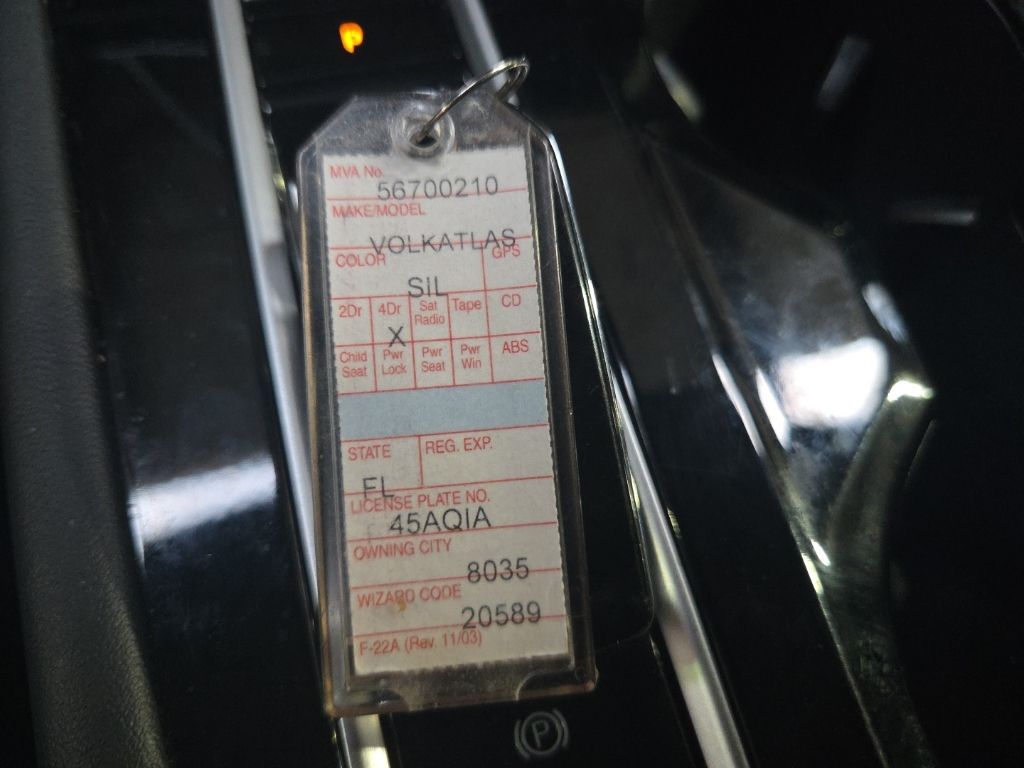 MVA No.
56700210
MAKE/MODEL
VOLKATLAS
COLOR GPS
SIL
2Dr 4Dr Sat Radio Tape CD
X
Child Seat Pwr Lock Pwr Seat Pwr Win ABS
STATE REG. EXP.
FL
LICENSE PLATE NO.
45AQIA
OWNING CITY
8035
WIZARD CODE
20589
F-22A (Rev. 11/03)
P